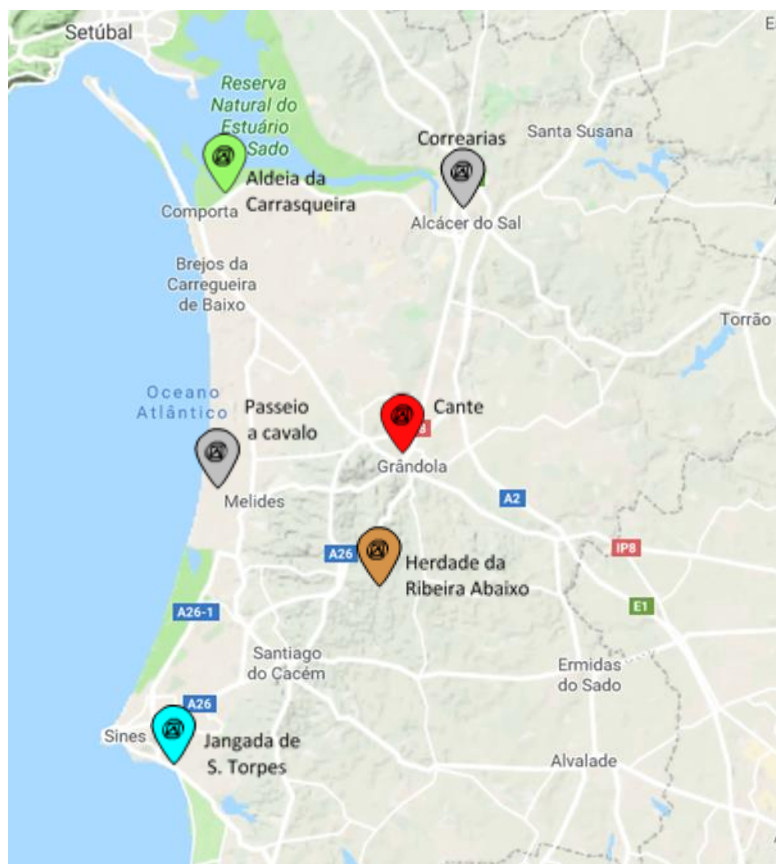 Setúbal
Reserva
Natural do
Estuário
Sado
Correarias
Santa Susana
Aldeia da
Carrasqueira
Comporta
Alcácer do Sal
Brejos da
Carregueira
de Baixo
Torrão
Oceano
Atlântico
Passeio
a cavalo
Cante
Grândola
Melides
A2
A26
IP8
Herdade da
Ribeira Abaixo
E1
A26-1
Santiago
do Cacém
Ermidas
do Sado
A26
Sines
Jangada de
S. Torpes
Alvalade